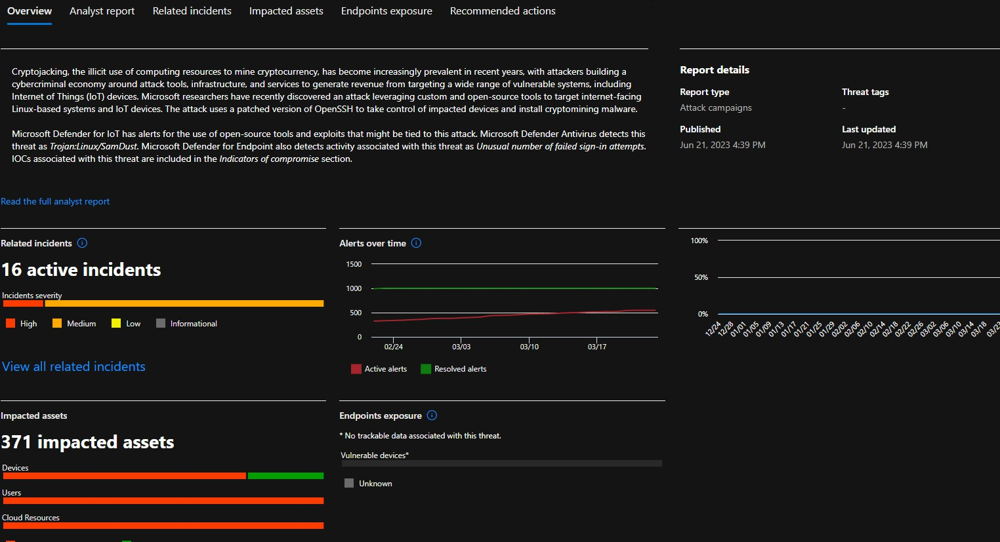 Overview Analyst report Related incidents Impacted assets Endpoints exposure Recommended actions
Cryptojacking, the illicit use of computing resources to mine cryptocurrency, has become increasingly prevalent in recent years, with attackers building a
cybercriminal economy around attack tools, infrastructure, and services to generate revenue from targeting a wide range of vulnerable systems, including
Internet of Things (IoT) devices. Microsoft researchers have recently discovered an attack leveraging custom and open-source tools to target internet-facing
Linux-based systems and IoT devices. The attack uses a patched version of OpenSSH to take control of impacted devices and install cryptomining malware.
Microsoft Defender for IoT has alerts for the use of open-source tools and exploits that might be tied to this attack. Microsoft Defender Antivirus detects this
threat as Trojan:Linux/SamDust. Microsoft Defender for Endpoint also detects activity associated with this threat as Unusual number of failed sign-in attempts.
IOCs associated with this threat are included in the Indicators of compromise section.
Read the full analyst report
Report details
Report type Threat tags
Attack campaigns -
Published Last updated
Jun 21, 2023 4:39 PM Jun 21, 2023 4:39 PM
Related incidents
16 active incidents
Incidents severity
High Medium Low Informational
View all related incidents
Alerts over time
1500
1000
500
0
02/24 03/03 03/10 03/17
Active alerts Resolved alerts
100%
50%
0%
12/24 12/28 01/01 01/05 01/09 01/13 01/17 01/21 01/25 01/29 02/02 02/06 02/10 02/14 02/18 02/22 02/26 03/02 03/06 03/10 03/14 03/18 03/2
Impacted assets
371 impacted assets
Devices
Users
Cloud Resources
Endpoints exposure
* No trackable data associated with this threat.
Vulnerable devices*
Unknown